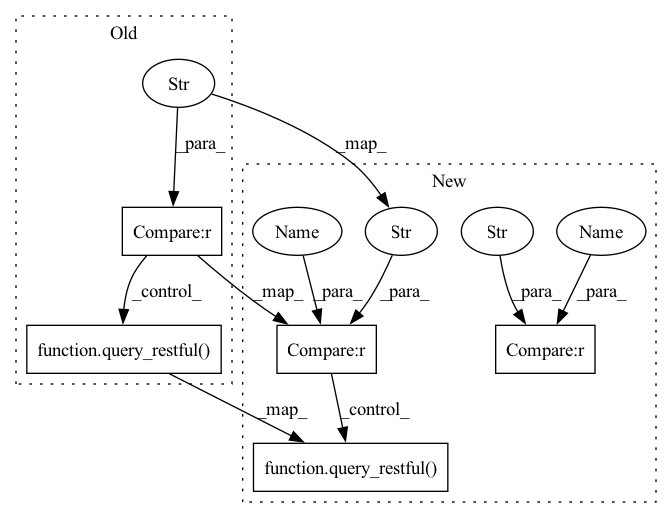 Old
Str
_para_
_map_
New
Compare:r
Name
Str
Str
Name
_control_
_map_
_para_
_para_
_para_
_para_
function.query_restful()
Compare:r
Compare:r
_map_
_control_
function.query_restful()